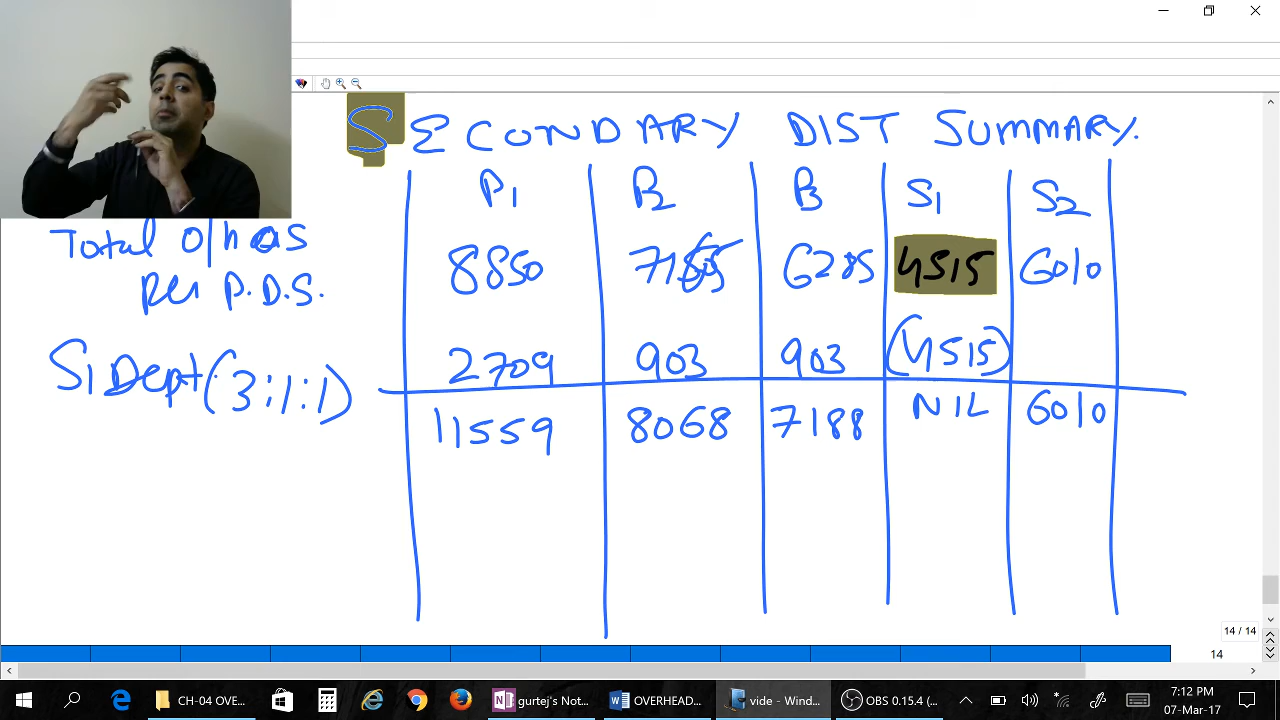 SECONDARY DIST SUMMARY.
P1 P2 P3 S1 S2
Total o/h as per P.D.S. 8850 7165 6285 4515 6010
S1 Dept (3:1:1) 2709 903 903 (4515)
11559 8068 7188 NIL 6010
14 / 14
14
CH-04 OVE...
gurtej's Not...
OVERHEAD...
vide - Wind...
OBS 0.15.4 (...
7:12 PM
07-Mar-17